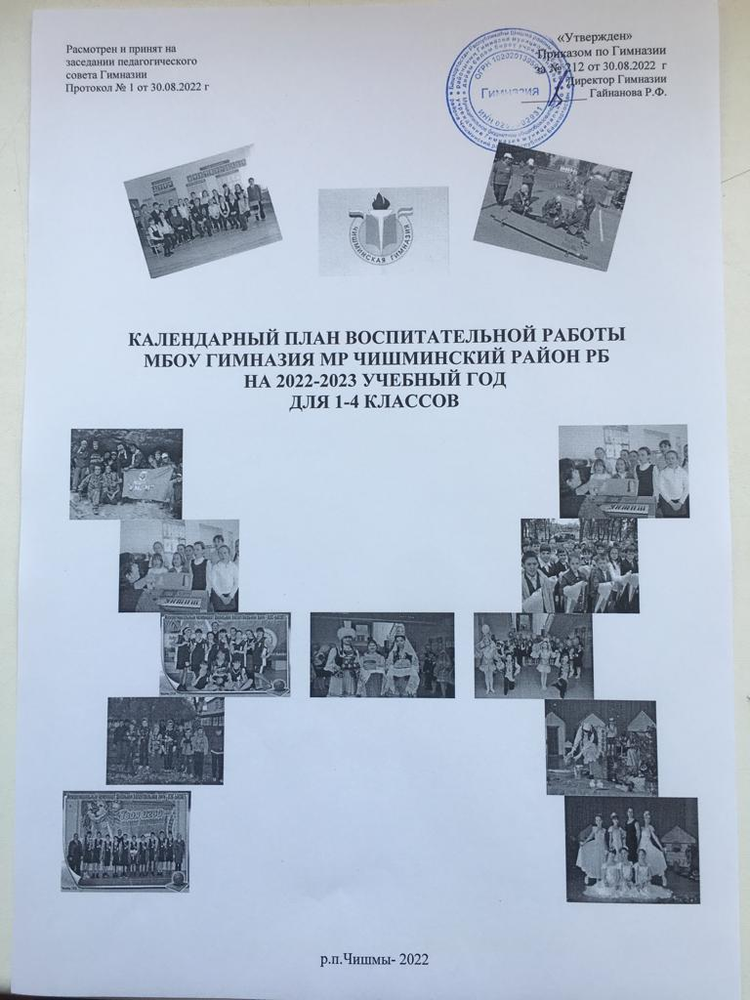 Расмотрен и принят на
заседании педагогического
совета Гимназии
Протокол № 1 от 30.08.2022 г
«Утвержден»
Приказом по Гимназии
№ 212 от 30.08.2022 г
Директор Гимназии
Гайнанова Р.Ф.
Гимназия
ЧИШМИНСКАЯ ГИМНАЗИЯ
КАЛЕНДАРНЫЙ ПЛАН ВОСПИТАТЕЛЬНОЙ РАБОТЫ
МБОУ ГИМНАЗИЯ МР ЧИШМИНСКИЙ РАЙОН РБ
НА 2022-2023 УЧЕБНЫЙ ГОД
ДЛЯ 1-4 КЛАССОВ
р.п.Чишмы- 2022